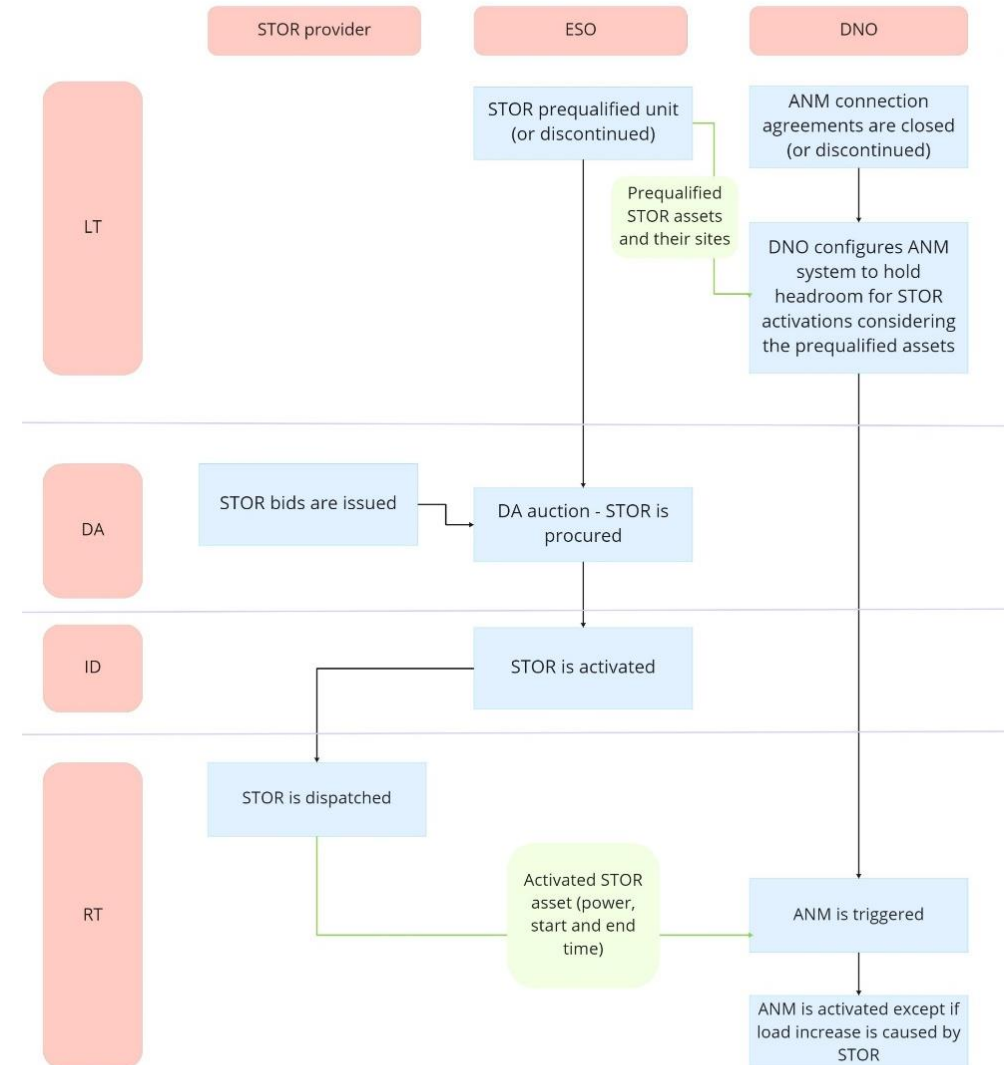 STOR provider
ESO
DNO
LT
STOR prequalified unit
(or discontinued)
ANM connection
agreements are closed
(or discontinued)
Prequalified
STOR assets
and their sites
DNO configures ANM
system to hold
headroom for STOR
activations considering
the prequalified assets
DA
STOR bids are issued
DA auction - STOR is
procured
ID
STOR is activated
RT
STOR is dispatched
Activated STOR
asset (power,
start and end
time)
ANM is triggered
ANM is activated except if
load increase is caused by
STOR